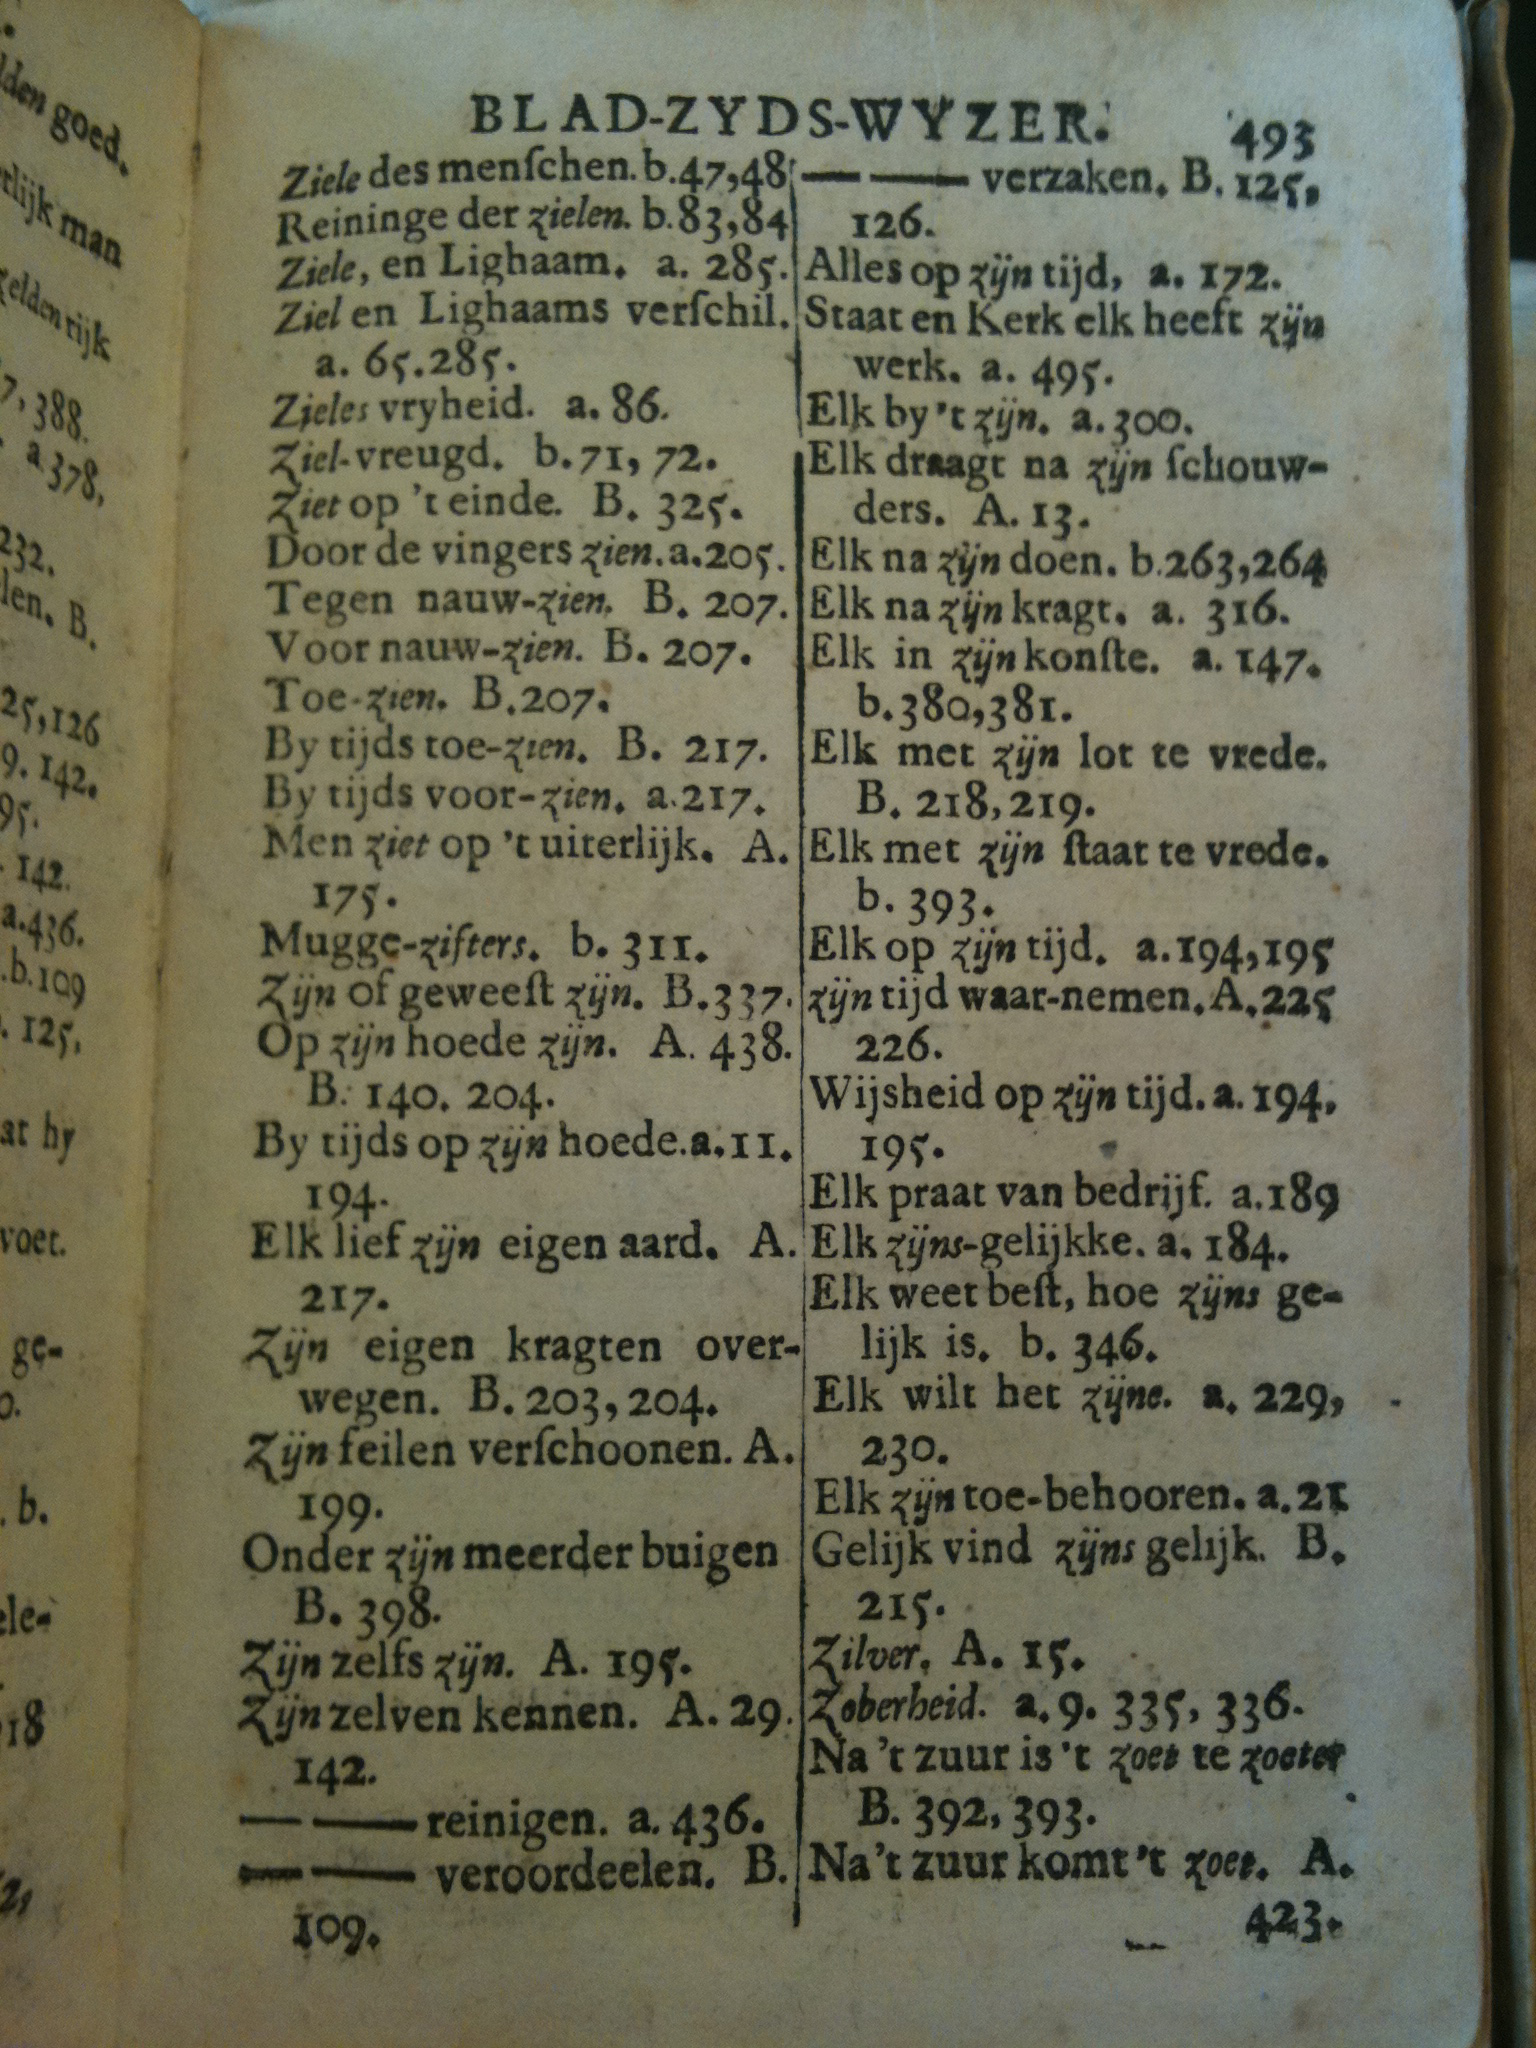 BLAD-ZYDS-WYZER. 493
Ziele des menſchen. b.47,48
Reininge der zielen. b.83,84
Ziele, en Lighaam. a. 285.
Ziel en Lighaams verſchil.
a. 65.285.
Zieles vryheid. a. 86.
Ziel-vreugd. b.71, 72.
Ziet op 't einde. B. 325.
Door de vingers zien.a.205.
Tegen nauw-zien. B. 207.
Voor nauw-zien. B. 207.
Toe-zien. B.207.
By tijds toe-zien. B. 217.
By tijds voor-zien. a.217.
Men ziet op 't uiterlijk. A.
175.
Mugge-zifters. b. 311.
Zijn of geweeſt zijn. B.337.
Op zijn hoede zijn. A. 438.
B. 140. 204.
By tijds op zijn hoede.a.11.
194.
Elk lief zijn eigen aard. A.
217.
Zijn eigen kragten over-
wegen. B. 203,204.
Zijn feilen verſchoonen. A.
199.
Onder zijn meerder buigen
B. 398.
Zijn zelfs zijn. A. 195.
Zijn zelven kennen. A. 29.
142.
— — reinigen. a. 436.
— — veroordeelen. B.
109.
— — verzaken. B. 125,
126.
Alles op zijn tijd, a. 172.
Staat en Kerk elk heeft zijn
werk. a. 495.
Elk by 't zijn. a.300.
Elk draagt na zijn ſchouw-
ders. A. 13.
Elk na zijn doen. b.263,264
Elk na zijn kragt. a. 316.
Elk in zijn konſte. a. 147.
b.380,381.
Elk met zijn lot te vrede.
B. 218,219.
Elk met zijn ſtaat te vrede.
b. 393.
Elk op zijn tijd. a.194,195
zijn tijd waar-nemen.A.225
226.
Wijsheid op zijn tijd.a.194,
195.
Elk praat van bedrijf. a.189
Elk zijns-gelijkke. a. 184.
Elk weet beſt, hoe zijns ge-
lijk is. b. 346.
Elk wilt het zijne. a. 229,
230.
Elk zijn toe-behooren. a.21
Gelijk vind zijns gelijk. B.
215.
Zilver. A. 15.
Zoberheid. a. 9. 335, 336.
Na 't zuur is 't zoet te zoeter
B. 392, 393.
Na 't zuur komt 't zoet. A.
423.